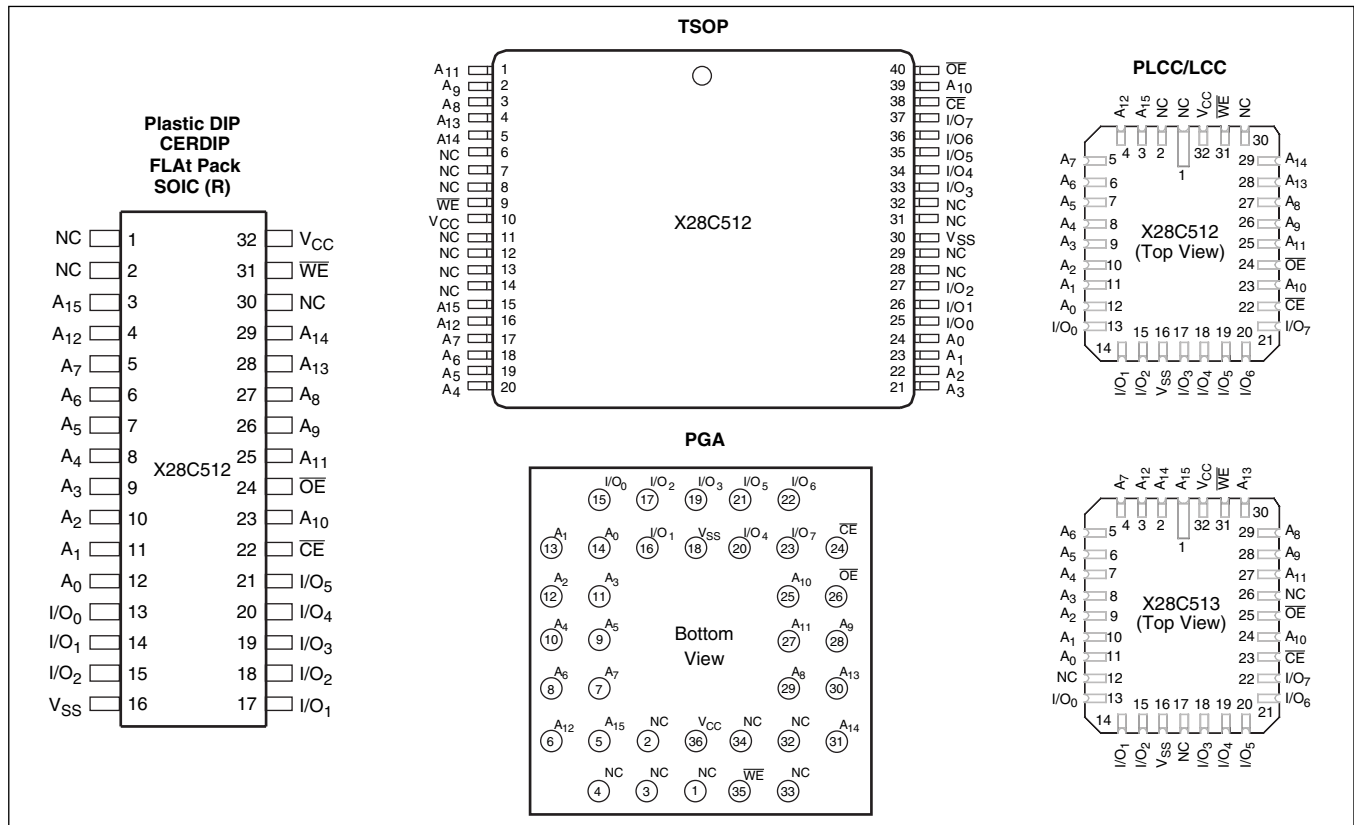 Plastic DIP
CERDIP
FLAt Pack
SOIC (R)
NC 1 32 VCC
NC 2 31 W̅E̅
A15 3 30 NC
A12 4 29 A14
A7 5 28 A13
A6 6 27 A8
A5 7 26 A9
A4 8 25 A11
X28C512
A3 9 24 O̅E̅
A2 10 23 A10
A1 11 22 C̅E̅
A0 12 21 I/O5
I/O0 13 20 I/O4
I/O1 14 19 I/O3
I/O2 15 18 I/O2
VSS 16 17 I/O1
TSOP
A11 1 40 O̅E̅
A9 2 39 A10
A8 3 38 C̅E̅
A13 4 37 I/O7
A14 5 36 I/O6
NC 6 35 I/O5
NC 7 34 I/O4
NC 8 33 I/O3
W̅E̅ 9 32 NC
VCC 10 31 NC
X28C512
NC 11 30 VSS
NC 12 29 NC
NC 13 28 NC
NC 14 27 I/O2
A15 15 26 I/O1
A12 16 25 I/O0
A7 17 24 A0
A6 18 23 A1
A5 19 22 A2
A4 20 21 A3
PGA
I/O0 I/O2 I/O3 I/O5 I/O6
15 17 19 21 22
A1 A0 I/O1 VSS I/O4 I/O7 C̅E̅
13 14 16 18 20 23 24
A2 A3 A10 O̅E̅
12 11 25 26
A4 A5 A11 A9
10 9 27 28
Bottom
View
A6 A7 A8 A13
8 7 29 30
A12 A15 NC VCC NC NC A14
6 5 2 36 34 32 31
NC NC NC W̅E̅ NC
4 3 1 35 33
PLCC/LCC
A12 A15 NC NC VCC W̅E̅ NC
4 3 2 1 32 31 30
A7 5 29 A14
A6 6 28 A13
A5 7 27 A8
A4 8 26 A9
A3 9 25 A11
X28C512
(Top View)
A2 10 24 O̅E̅
A1 11 23 A10
A0 12 22 C̅E̅
I/O0 13 21 I/O7
14 15 16 17 18 19 20
I/O1 I/O2 VSS I/O3 I/O4 I/O5 I/O6
A7 A12 A14 A15 VCC W̅E̅ A13
4 3 2 1 32 31 30
A6 5 29 A8
A5 6 28 A9
A4 7 27 A11
A3 8 26 NC
A2 9 25 O̅E̅
X28C513
(Top View)
A1 10 24 A10
A0 11 23 C̅E̅
NC 12 22 I/O7
I/O0 13 21 I/O6
14 15 16 17 18 19 20
I/O1 I/O2 VSS NC I/O3 I/O4 I/O5